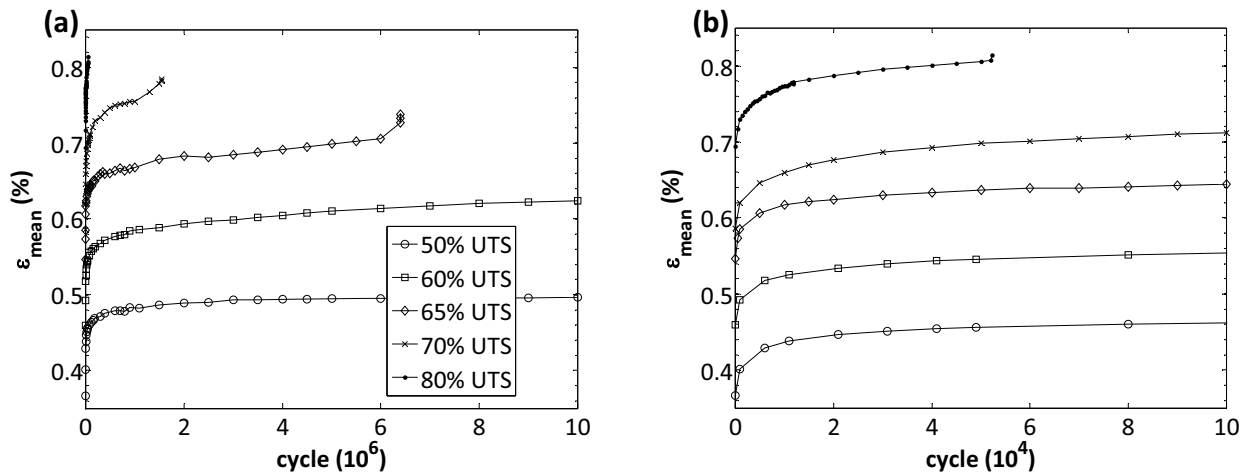 (a)
0.8
0.7
0.6
0.5
0.4
ε_mean (%)
0 2 4 6 8 10
cycle (10^6)
50% UTS
60% UTS
65% UTS
70% UTS
80% UTS
(b)
0.8
0.7
0.6
0.5
0.4
ε_mean (%)
0 2 4 6 8 10
cycle (10^4)